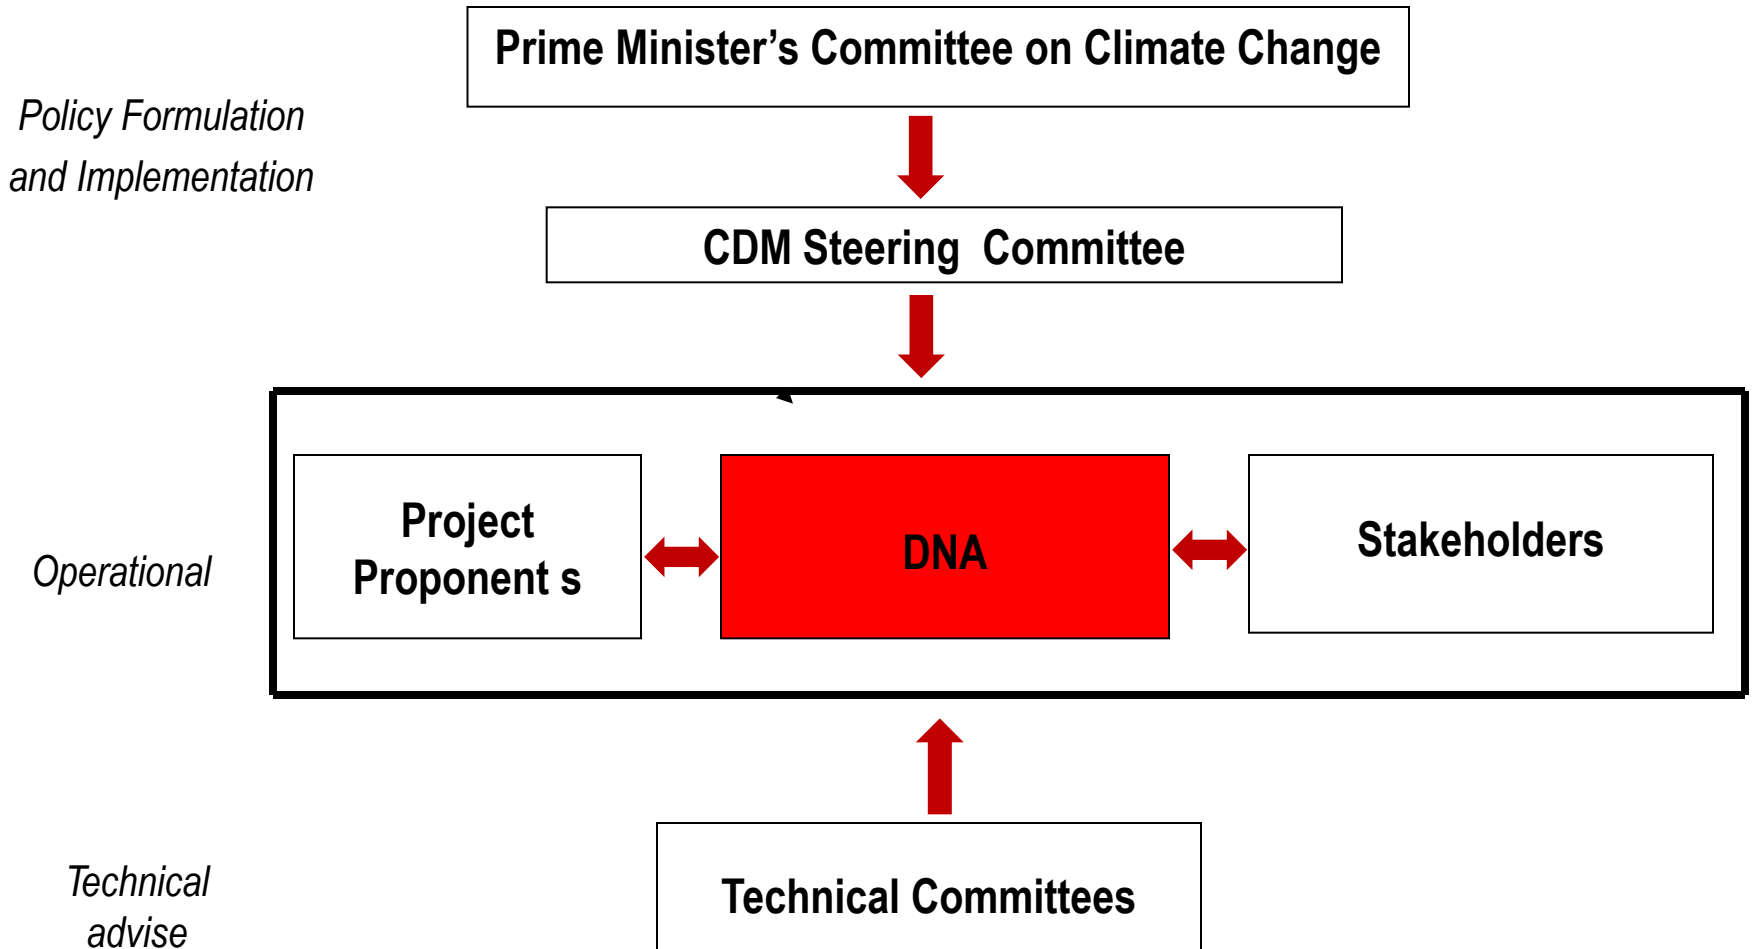 Prime Minister’s Committee on Climate Change
Policy Formulation
and Implementation
CDM Steering  Committee
Project
Proponent s
DNA
Stakeholders
Operational
Technical Committees
Technical
advise